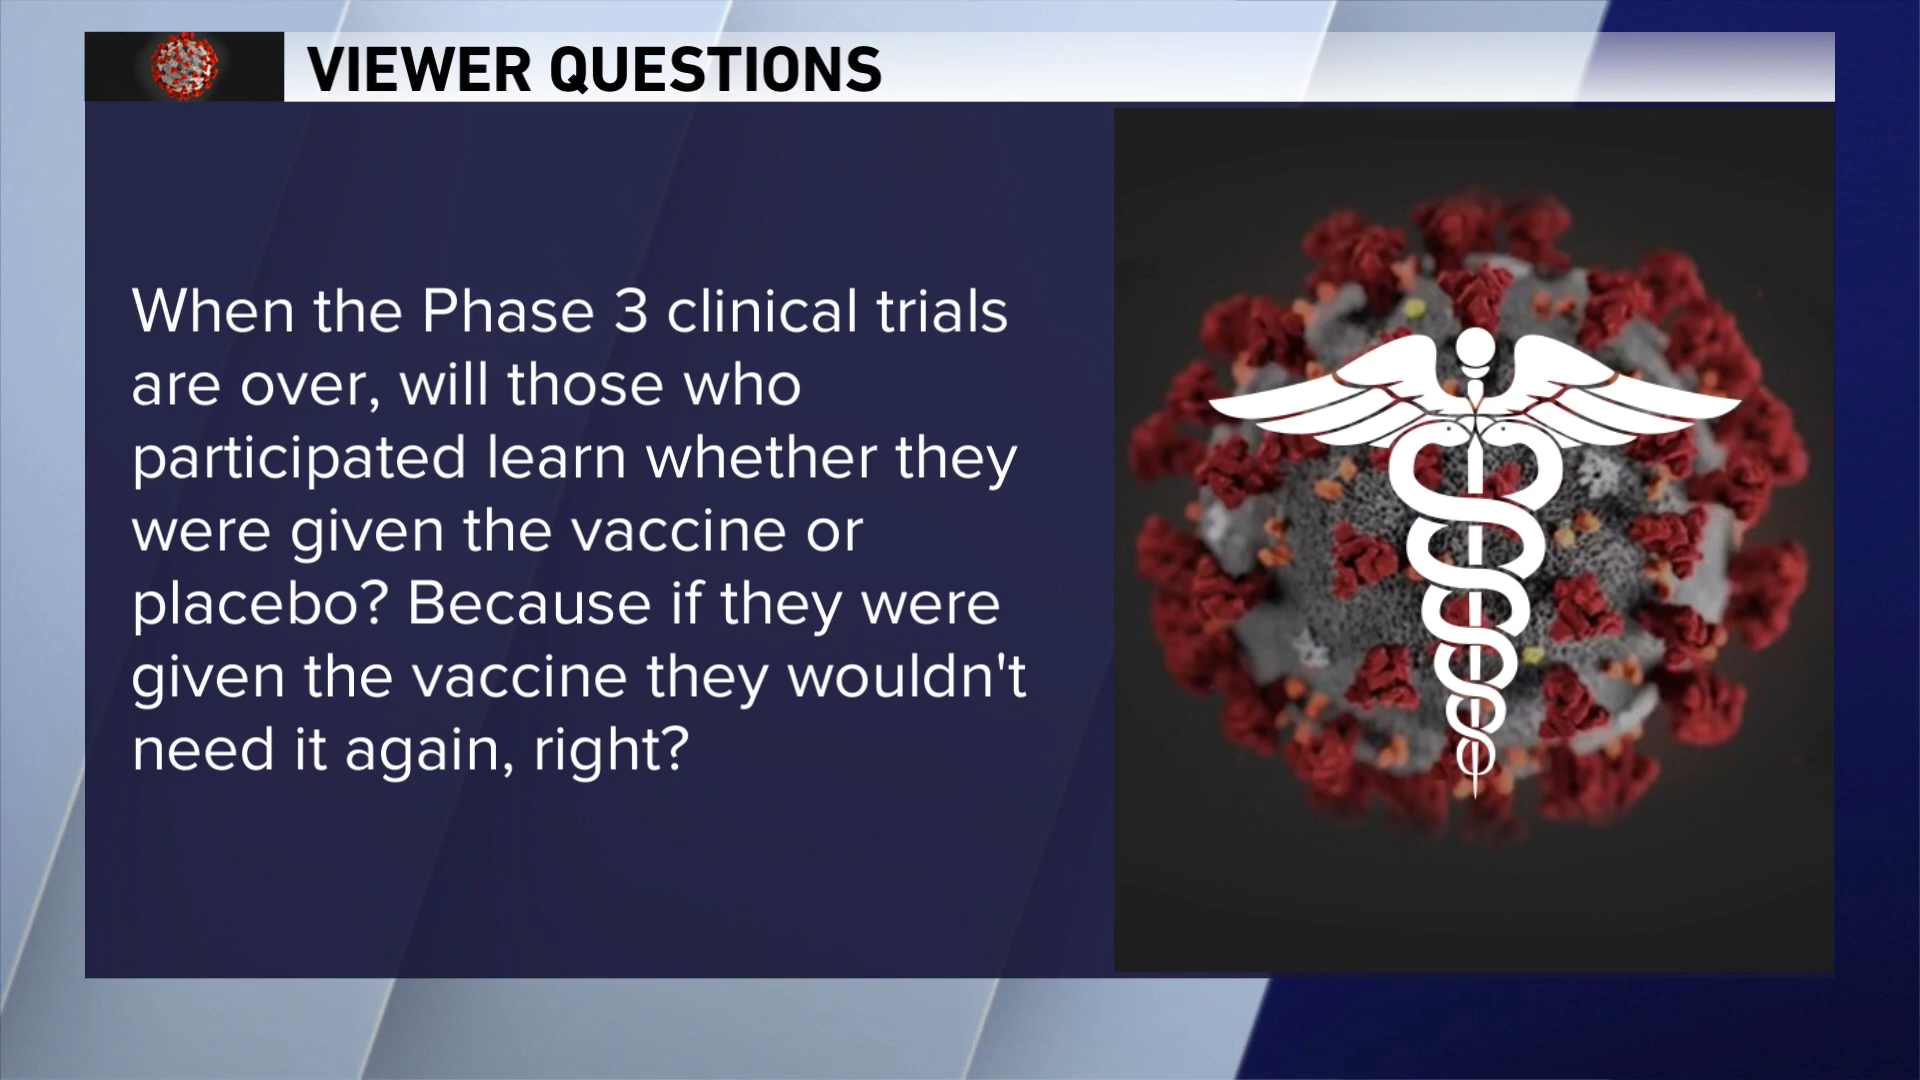 VIEWER QUESTIONS
When the Phase 3 clinical trials
are over, will those who
participated learn whether they
were given the vaccine or
placebo? Because if they were
given the vaccine they wouldn't
need it again, right?